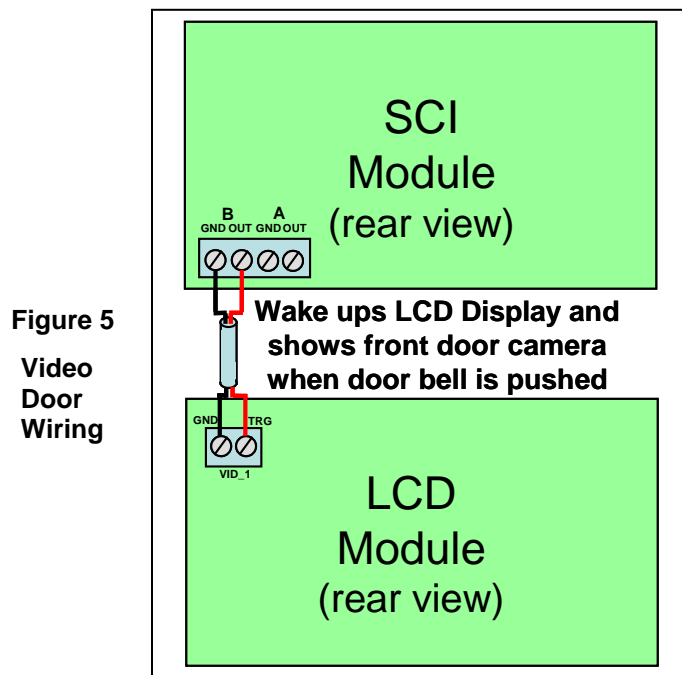 SCI
Module
(rear view)
B A
GND OUT GND OUT
Figure 5
Video
Door
Wiring
Wake ups LCD Display and
shows front door camera
when door bell is pushed
GND TRG
VID_1
LCD
Module
(rear view)